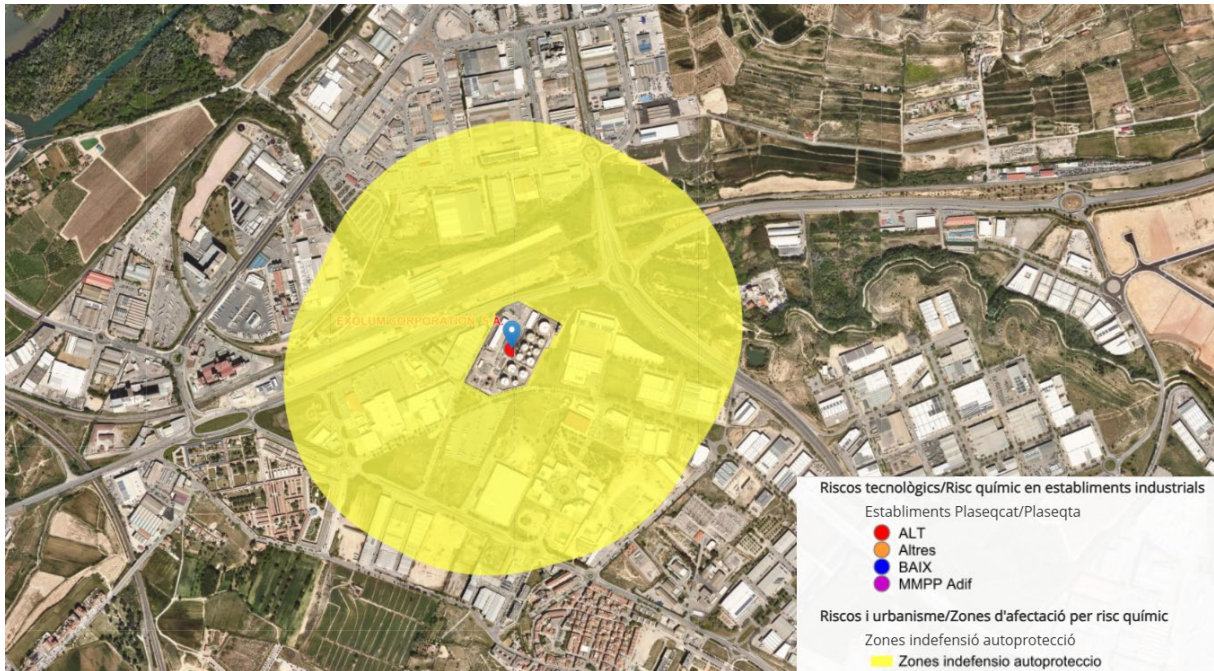 EXOLUM CORPORATION, S.A.
Riscos tecnològics/Risc químic en establiments industrials
Establiments Plaseqcat/Plaseqta
ALT
Altres
BAIX
MMPP Adif
Riscos i urbanisme/Zones d'afectació per risc químic
Zones indefensió autoprotecció
Zones indefensio autoproteccio